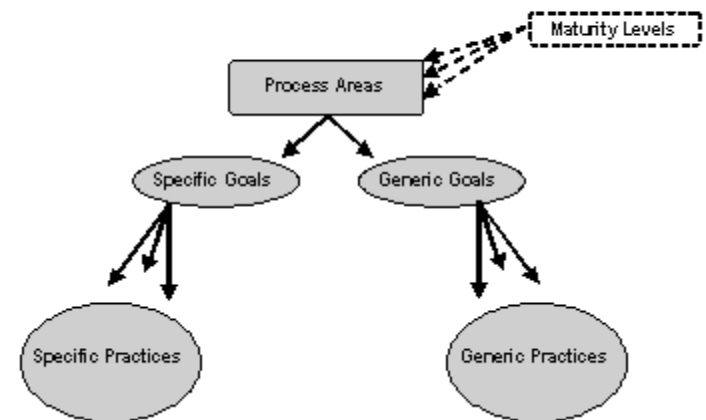 Maturity Levels
Process Areas
Specific Goals
Generic Goals
Specific Practices
Generic Practices